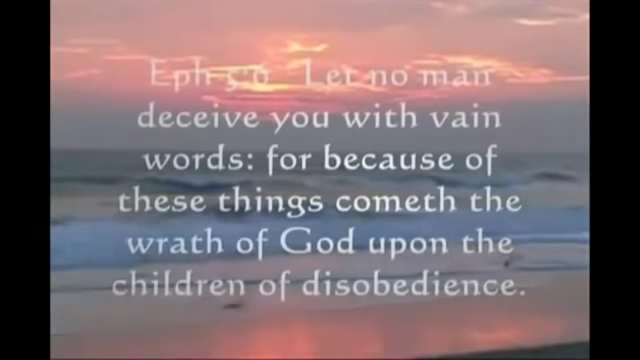 Eph 5:6 "Let no man
deceive you with vain
words: for because of
these things cometh the
wrath of God upon the
children of disobedience.